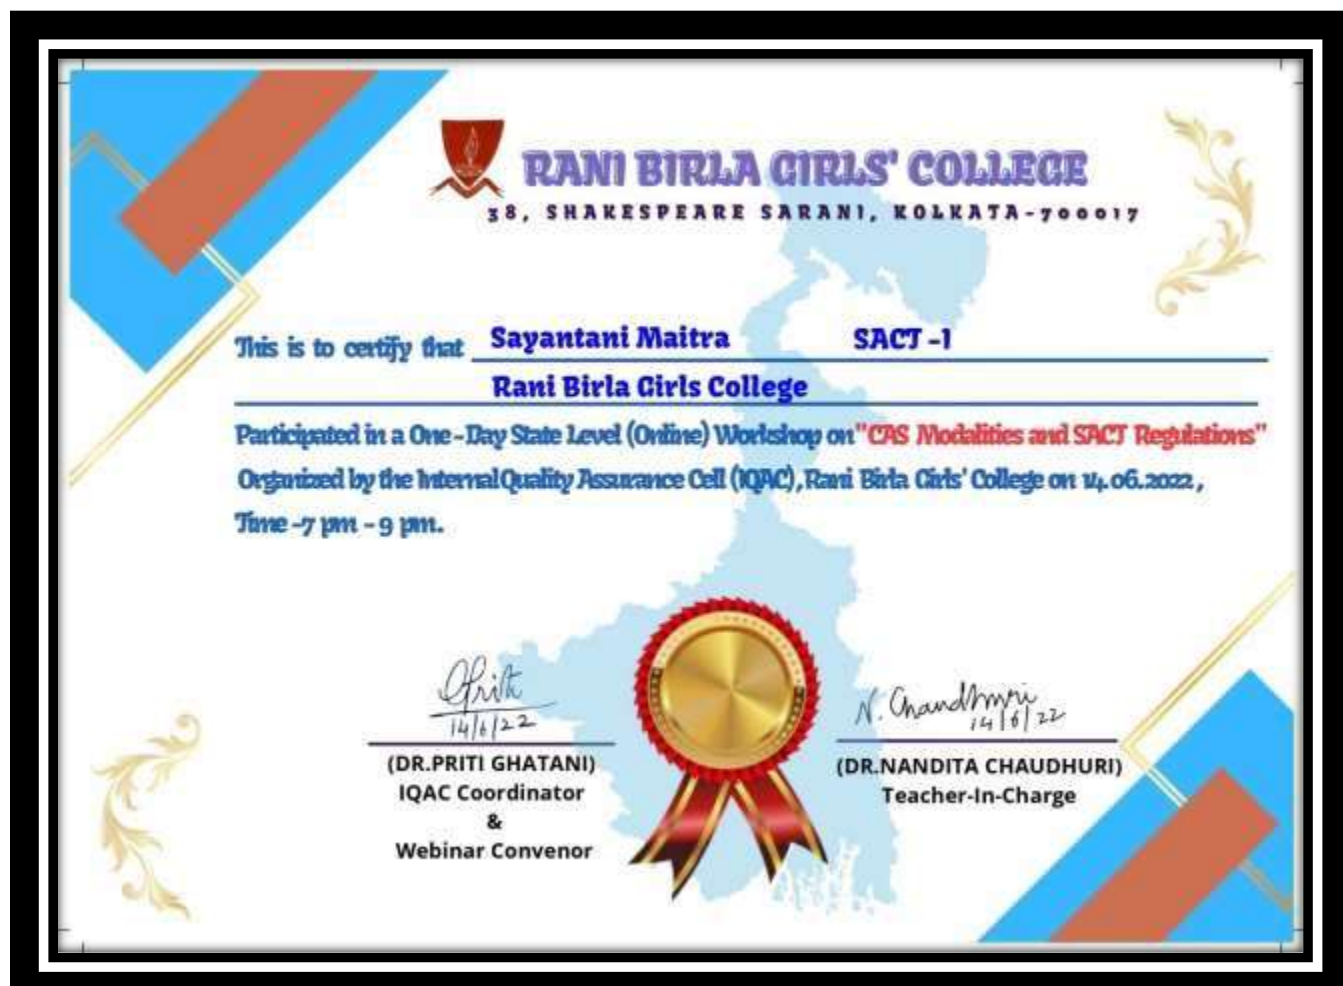 RANI BIRLA GIRLS' COLLEGE
38, SHAKESPEARE SARANI, KOLKATA-700017
This is to certify that Sayantani Maitra SACT -1
Rani Birla Girls College
Participated in a One-Day State Level (Online) Workshop on "CAS Modalities and SACT Regulations"
Organized by the Internal Quality Assurance Cell (IQAC), Rani Birla Girls' College on 14.06.2022,
Time -7 pm - 9 pm.
14/6/22
N. Chaudhuri
14/6/22
(DR.PRITI GHATANI)
IQAC Coordinator
&
Webinar Convenor
(DR.NANDITA CHAUDHURI)
Teacher-In-Charge